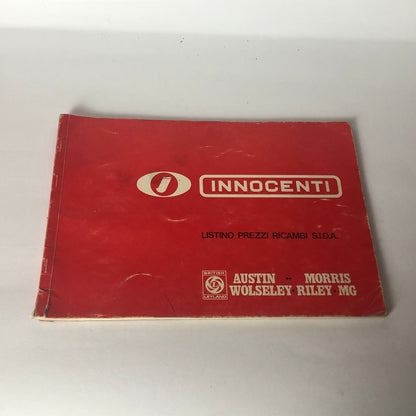 i INNOCENTI
LISTINO PREZZI RICAMBI S.I.D.A.
BRITISH
LEYLAND
AUSTIN - MORRIS
WOLSELEY RILEY · MG